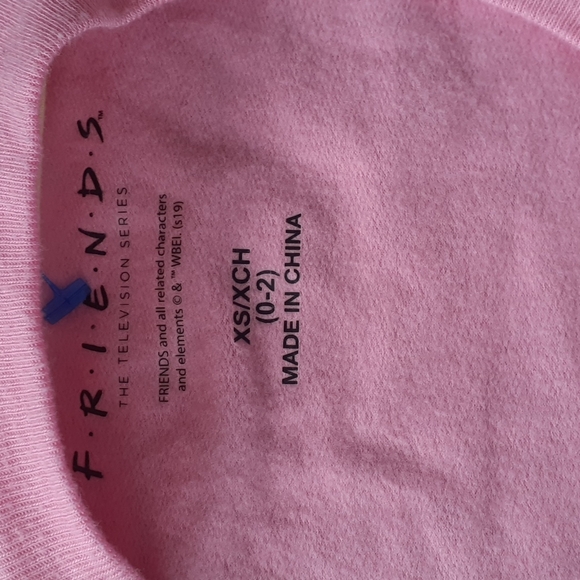 F·R·I·E·N·D·S™
THE TELEVISION SERIES
FRIENDS and all related characters
and elements © & ™ WBEI. (s19)
XS/XCH
(0-2)
MADE IN CHINA